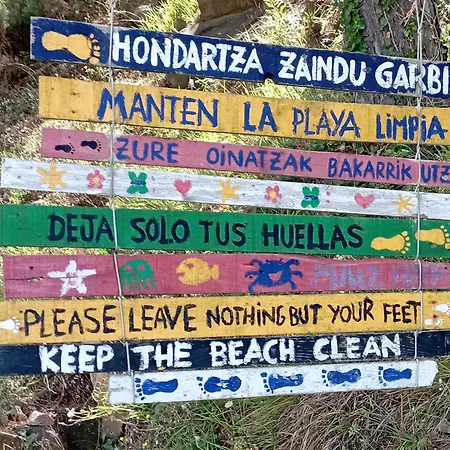 HONDARTZA ZAINDU GARBI
MANTEN LA PLAYA LIMPIA
ZURE OINATZAK BAKARRIK UTZ
DEJA SOLO TUS HUELLAS
PLEASE LEAVE NOTHING BUT YOUR FEET
KEEP THE BEACH CLEAN